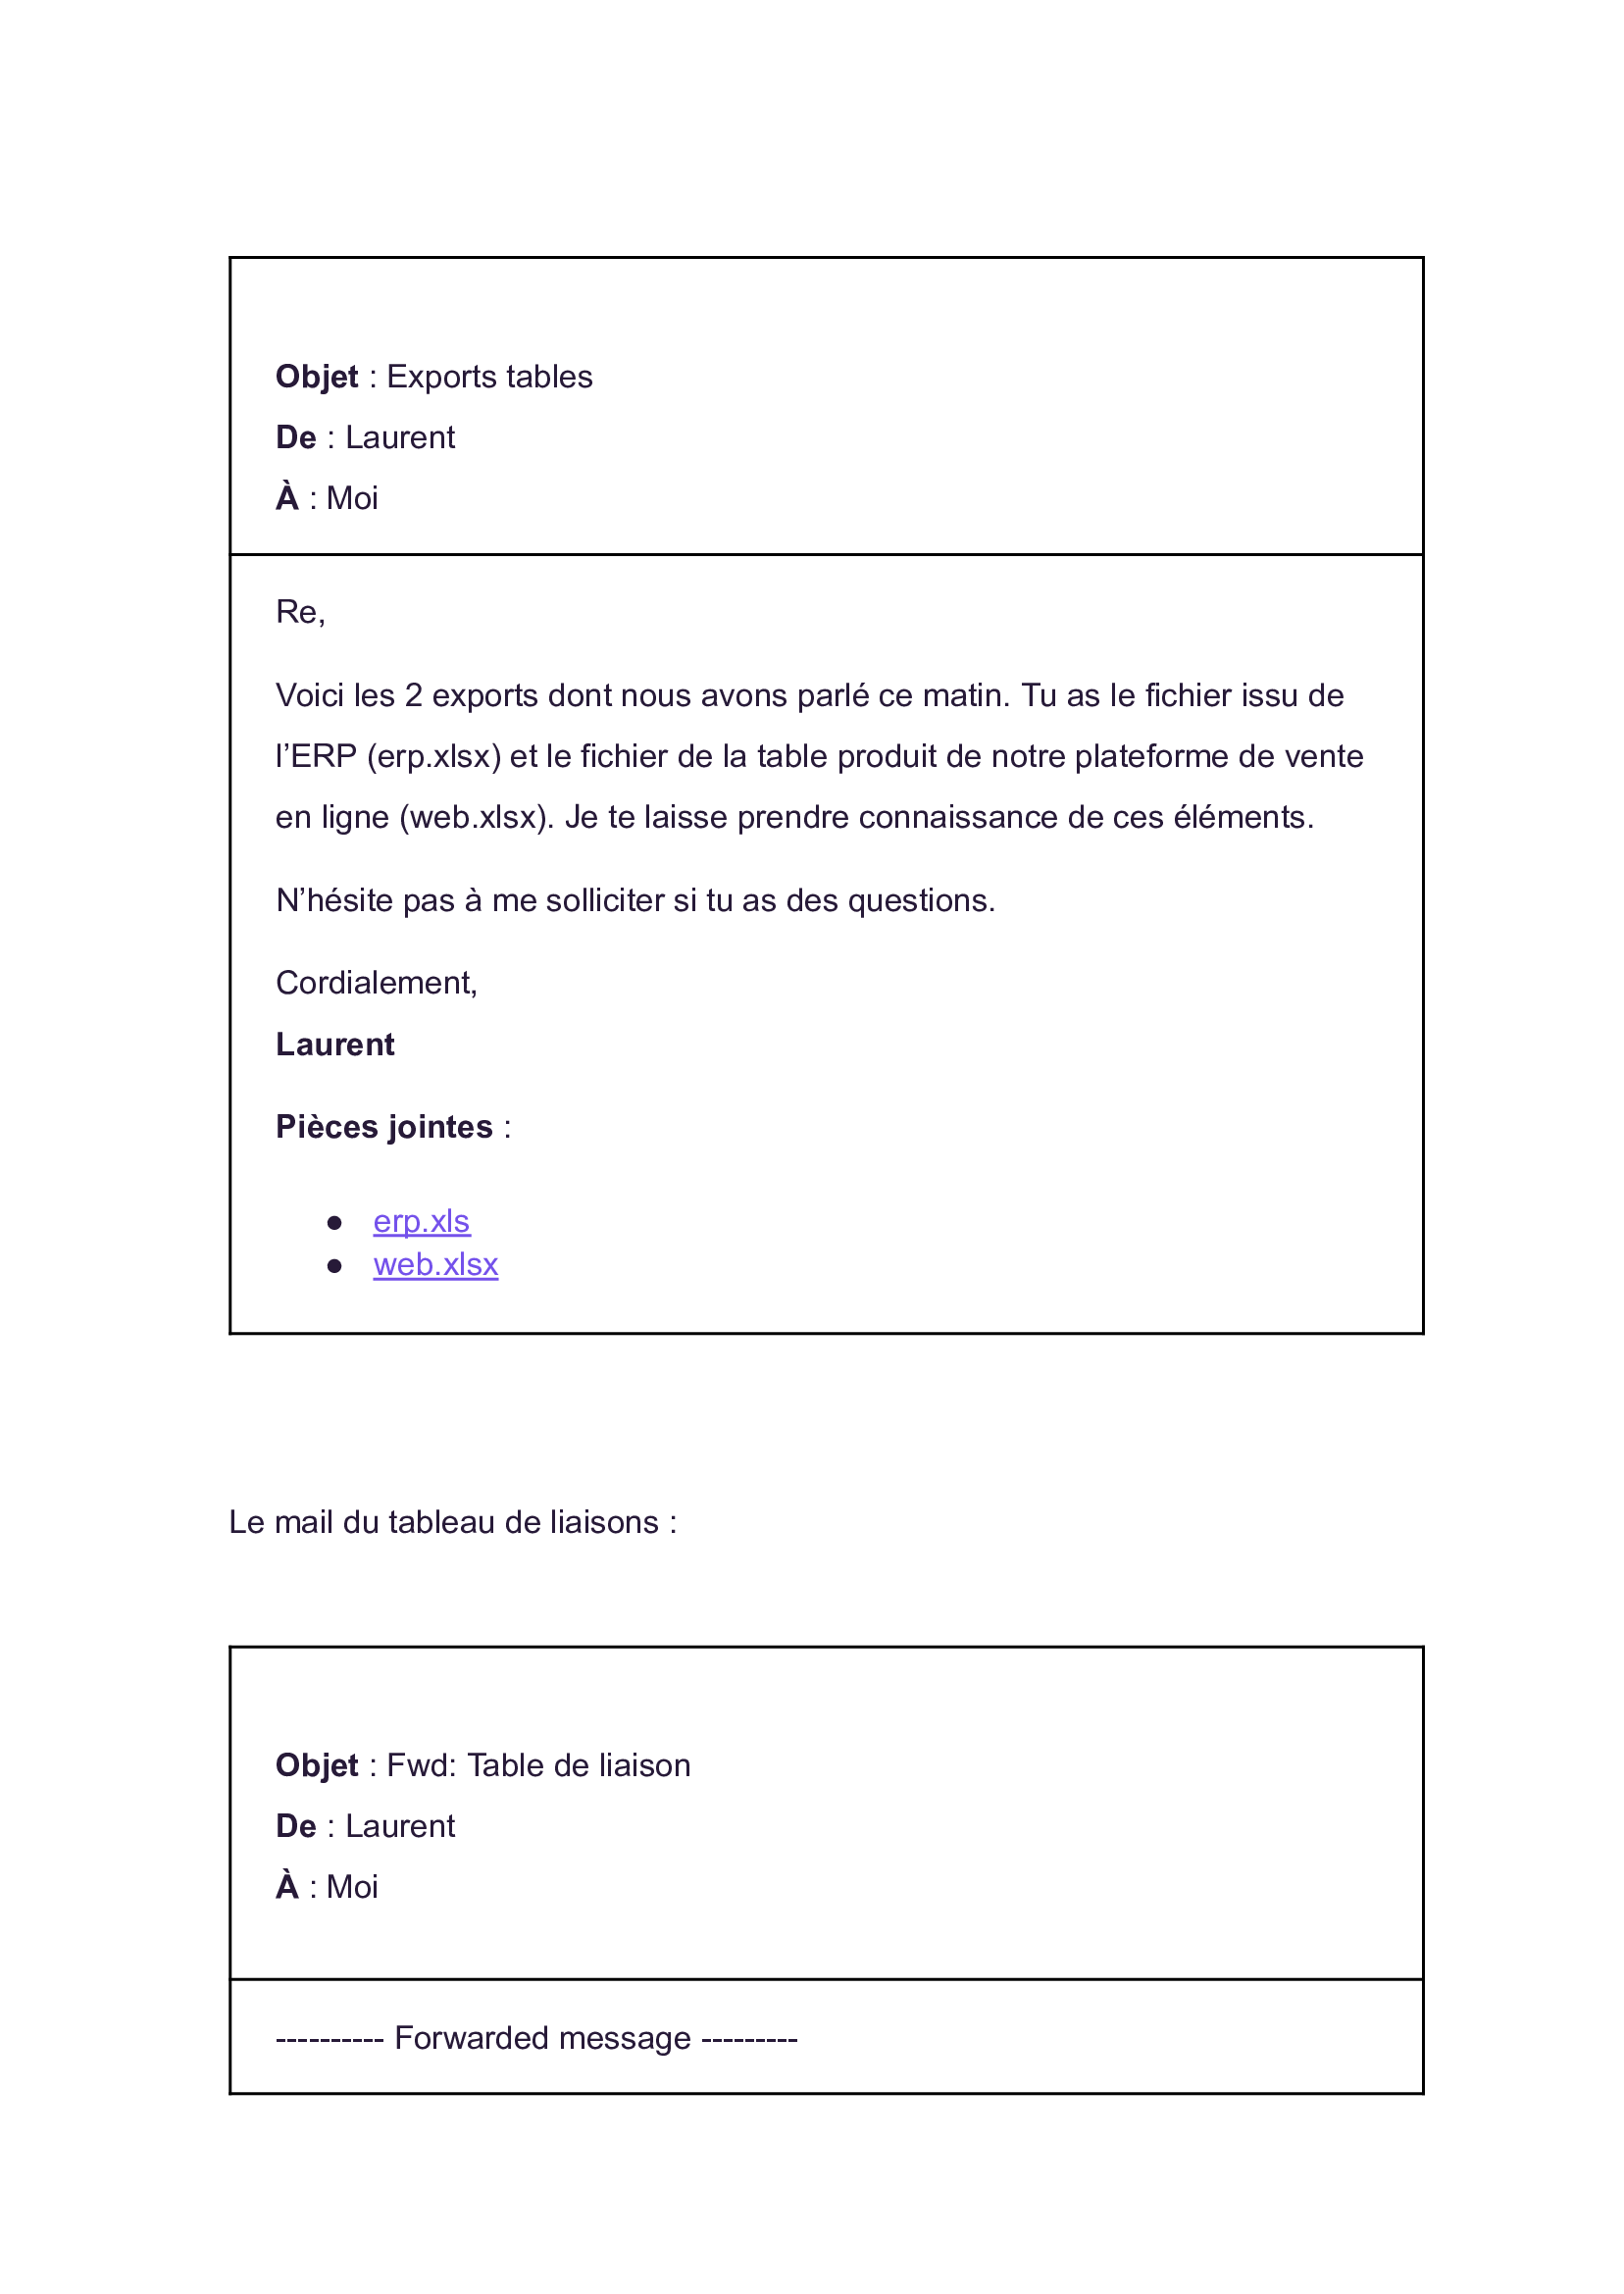 Objet : Exports tables
De : Laurent
À : Moi
Re,
Voici les 2 exports dont nous avons parlé ce matin. Tu as le fichier issu de
l’ERP (erp.xlsx) et le fichier de la table produit de notre plateforme de vente
en ligne (web.xlsx). Je te laisse prendre connaissance de ces éléments.
N’hésite pas à me solliciter si tu as des questions.
Cordialement,
Laurent
Pièces jointes :
● erp.xls
● web.xlsx
Le mail du tableau de liaisons :
Objet : Fwd: Table de liaison
De : Laurent
À : Moi
---------- Forwarded message ---------